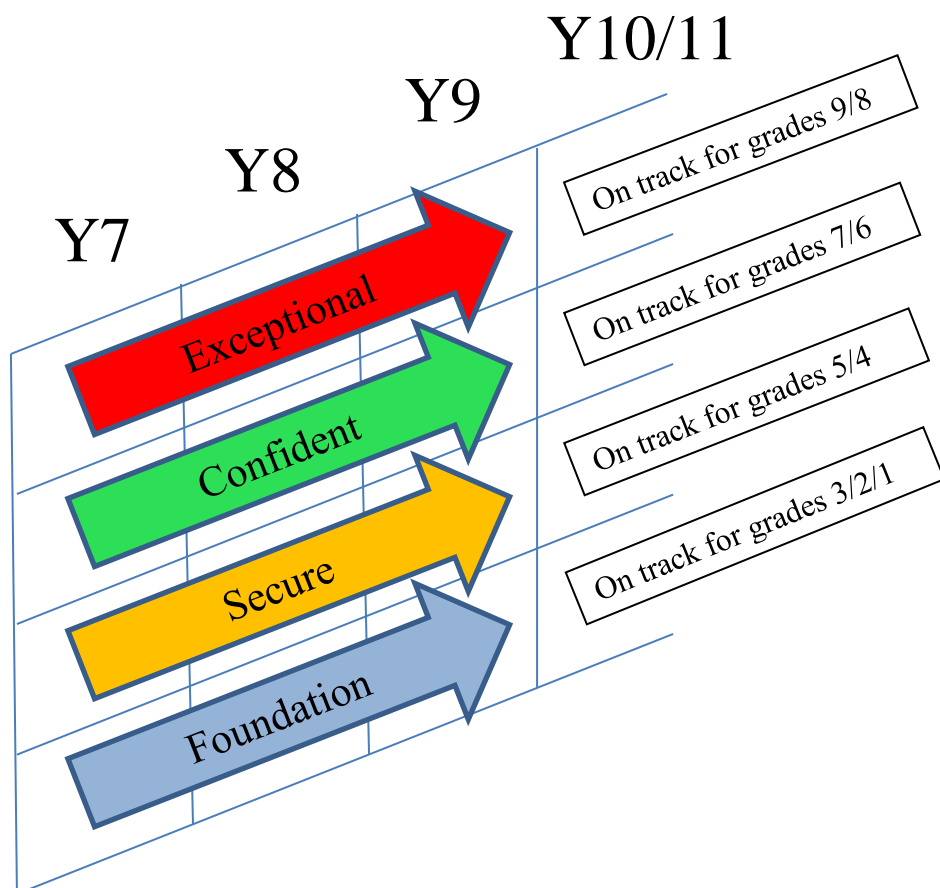 Y7
Y8
Y9
Y10/11
Exceptional
On track for grades 9/8
Confident
On track for grades 7/6
Secure
On track for grades 5/4
Foundation
On track for grades 3/2/1